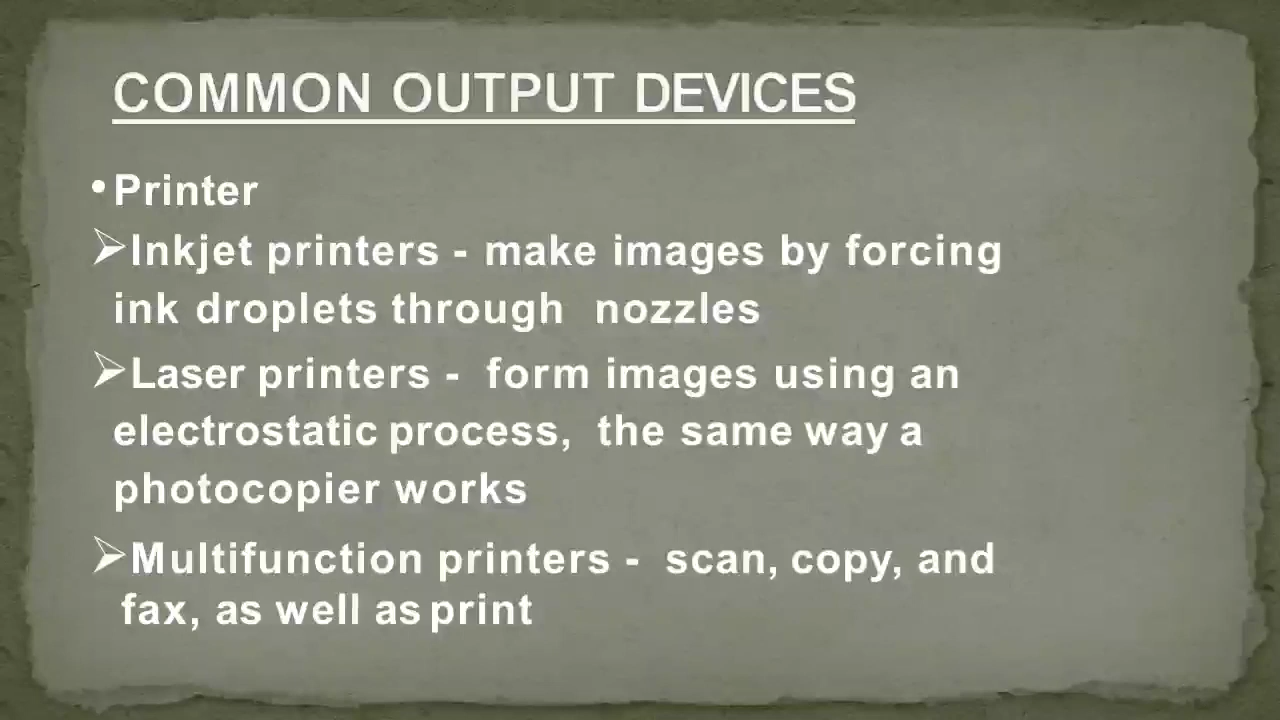 COMMON OUTPUT DEVICES
• Printer
➢Inkjet printers - make images by forcing
ink droplets through nozzles
➢Laser printers - form images using an
electrostatic process, the same way a
photocopier works
➢Multifunction printers - scan, copy, and
fax, as well as print